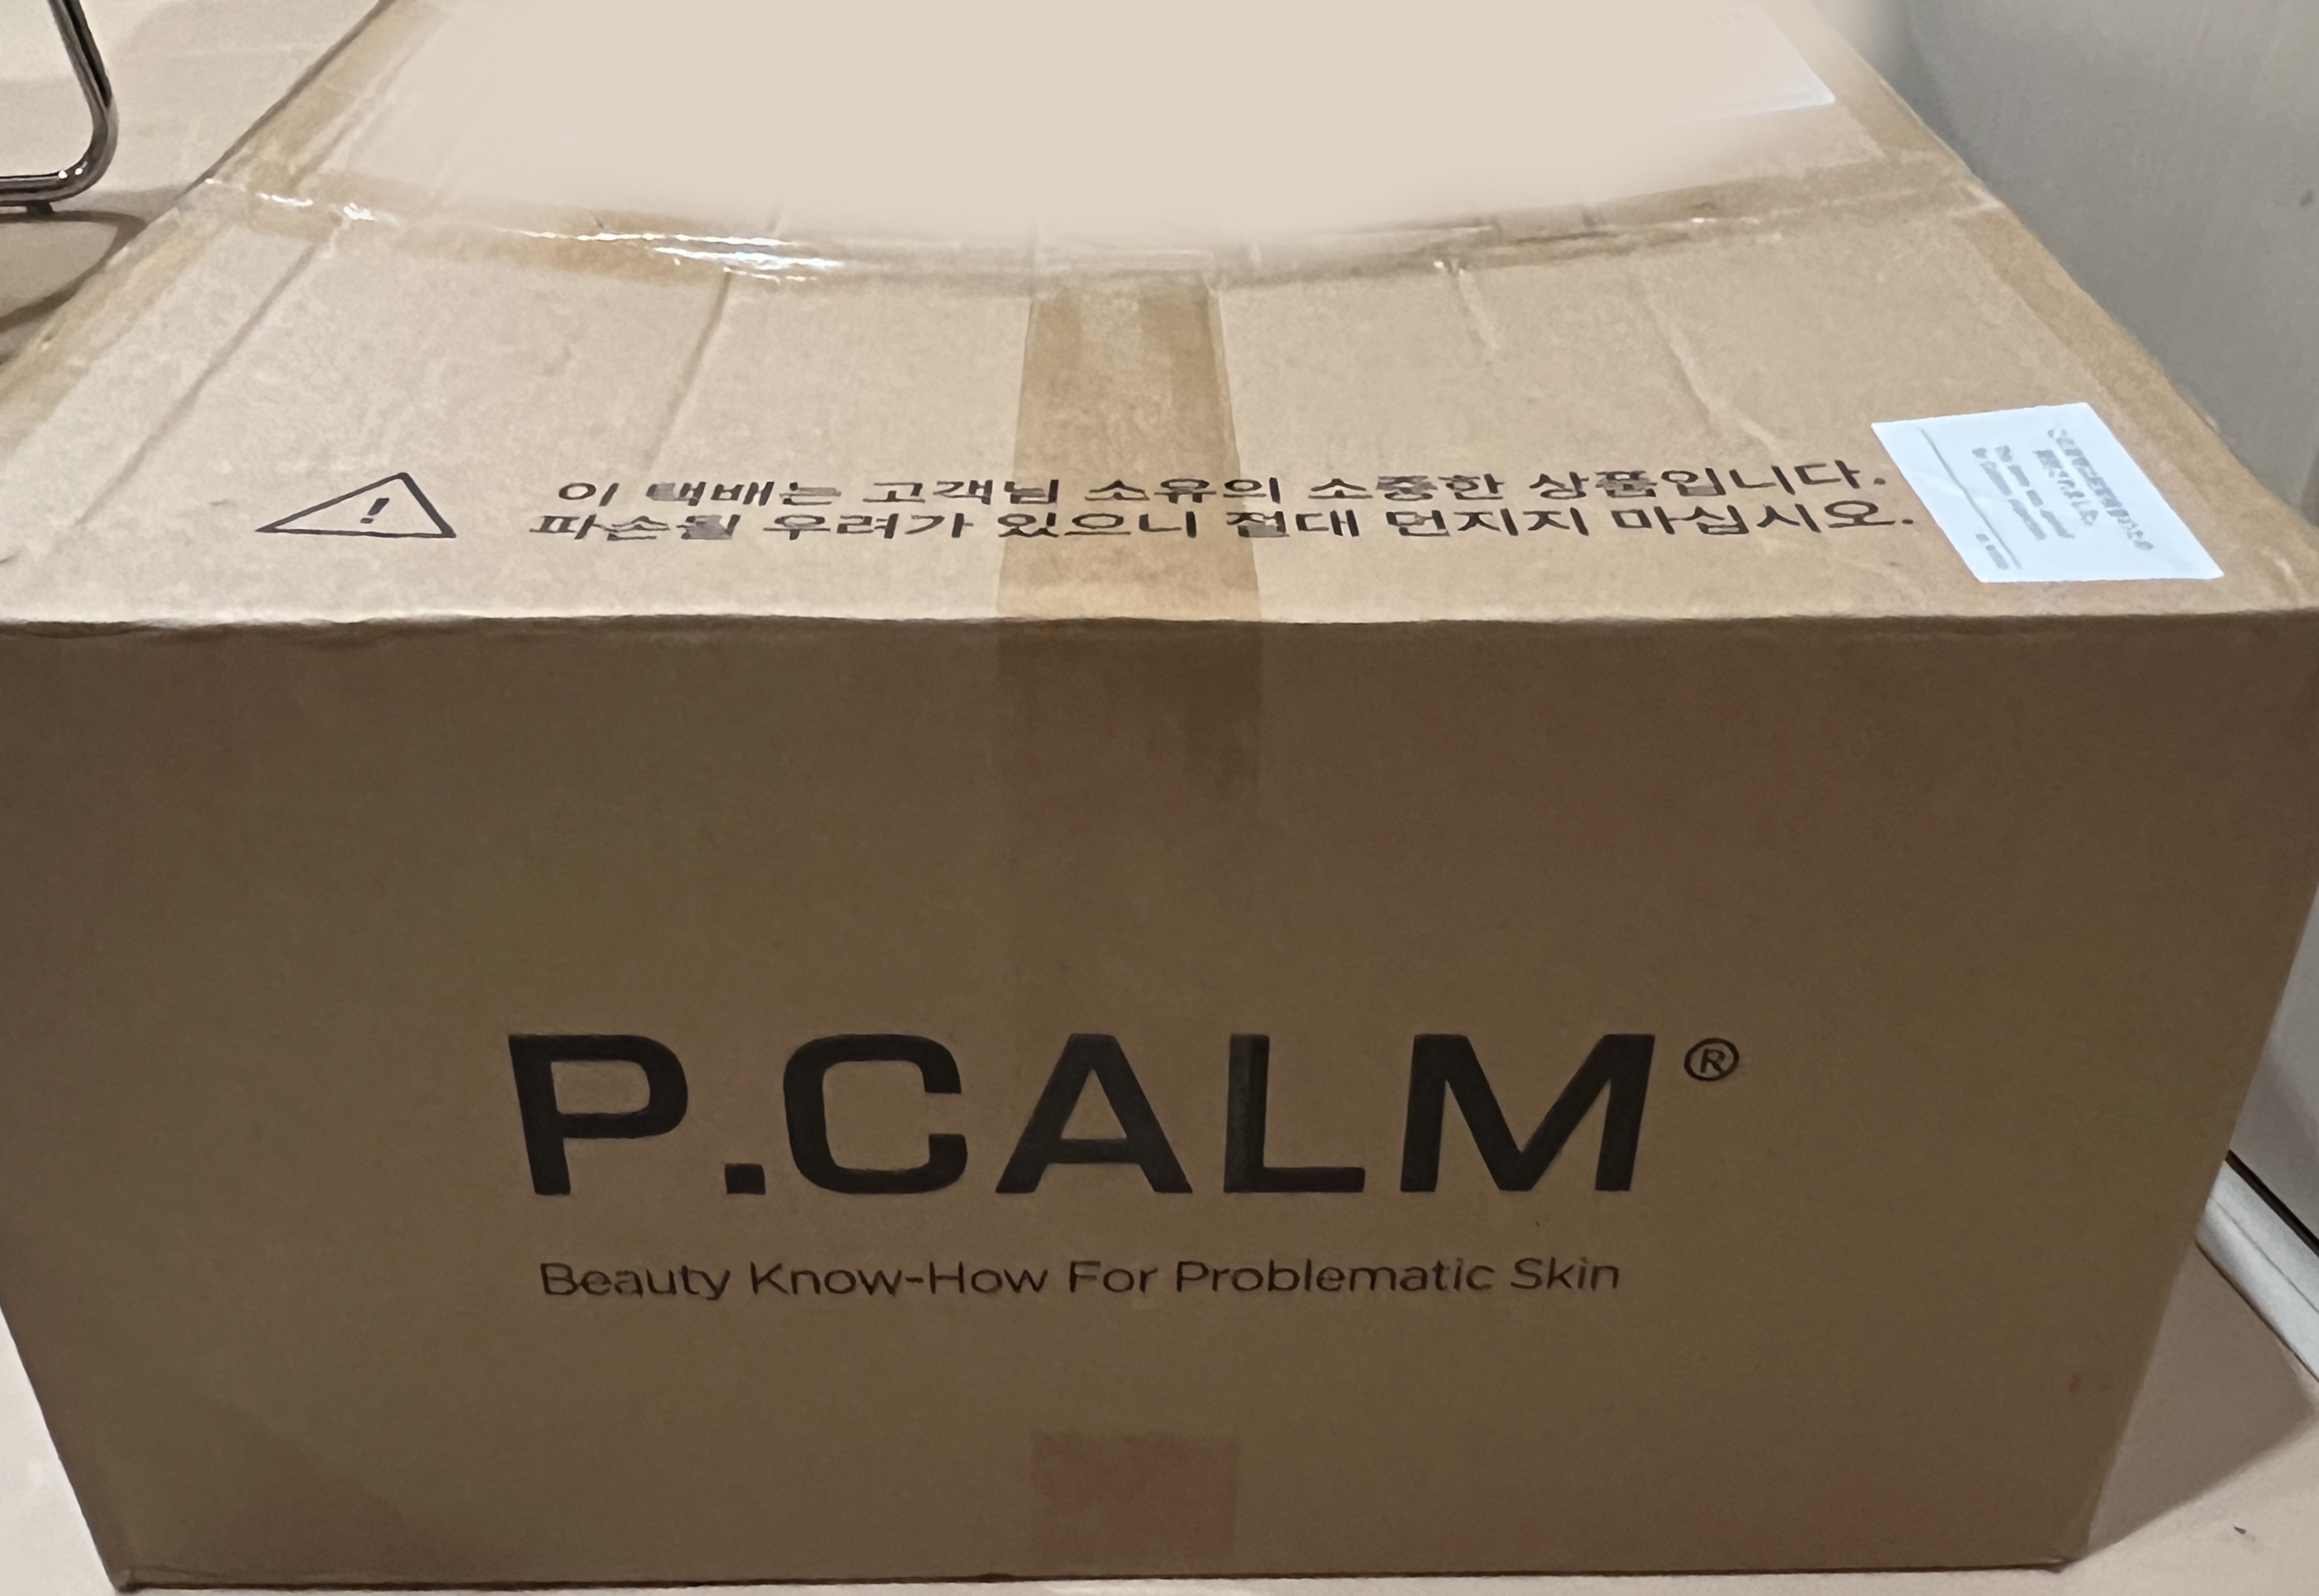 !
이 택배는 고객님 소유의 소중한 상품입니다.
파손될 우려가 있으니 절대 던지지 마십시오.
P.CALM®
Beauty Know-How For Problematic Skin